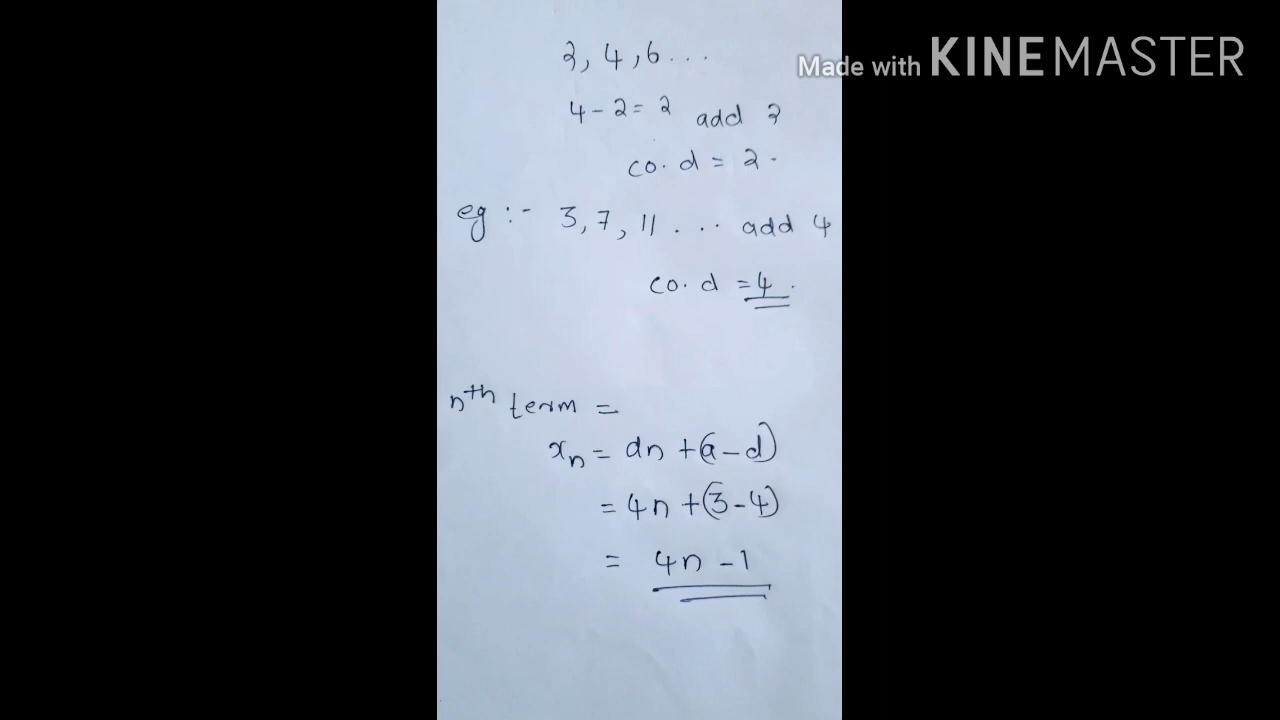 2, 4, 6 ...
Made with KINEMASTER
4 - 2 = 2 add 2
co. d = 2.
eg :- 3, 7, 11 ... add 4
co. d = 4.
nth term =
xn = dn + (a - d)
= 4n + (3 - 4)
= 4n - 1